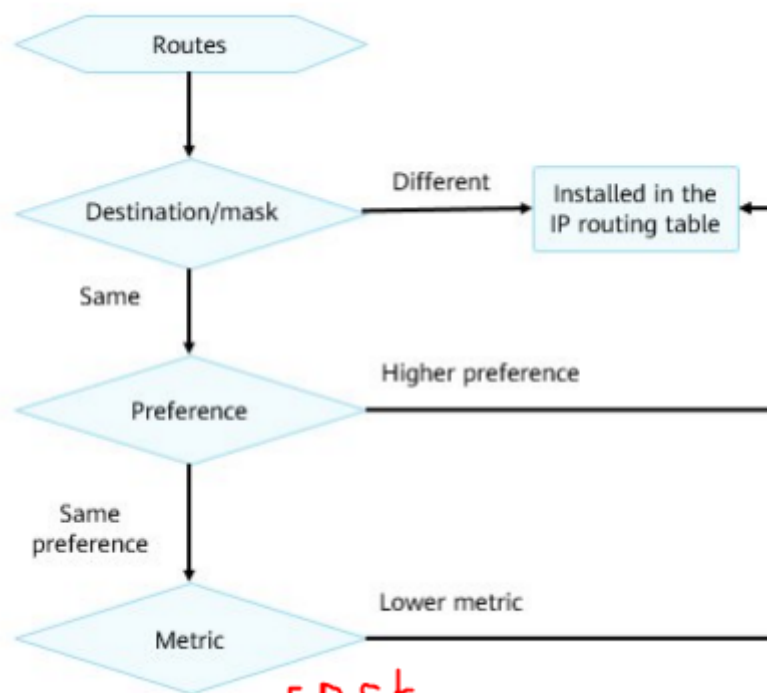 Routes
Different
Destination/mask
Installed in the
IP routing table
Same
Higher preference
Preference
Same
preference
Lower metric
Metric